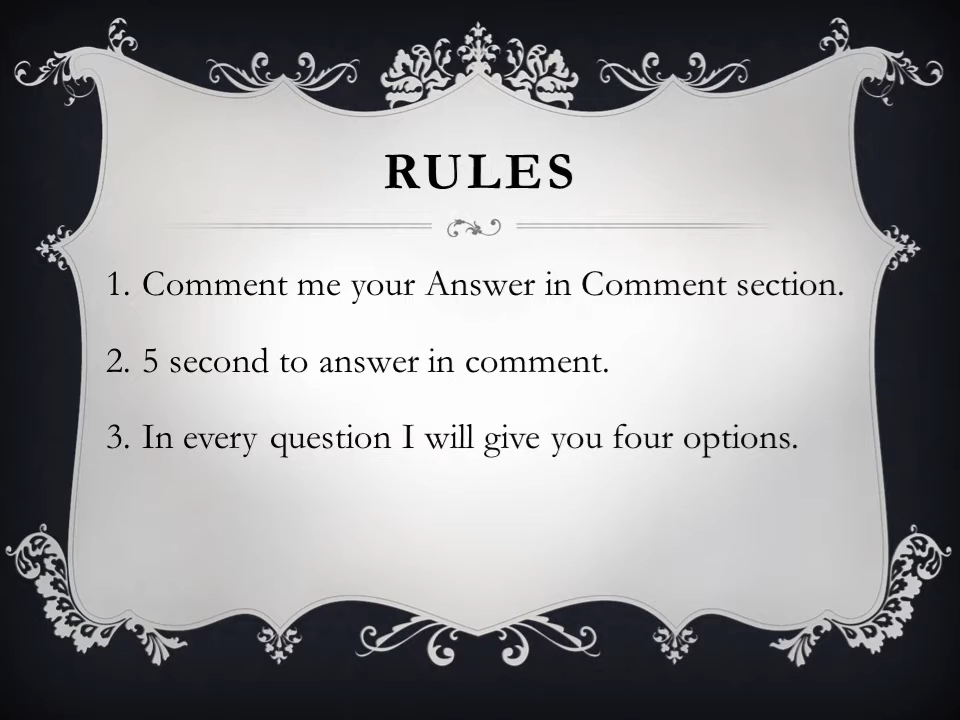 RULES
1. Comment me your Answer in Comment section.
2. 5 second to answer in comment.
3. In every question I will give you four options.